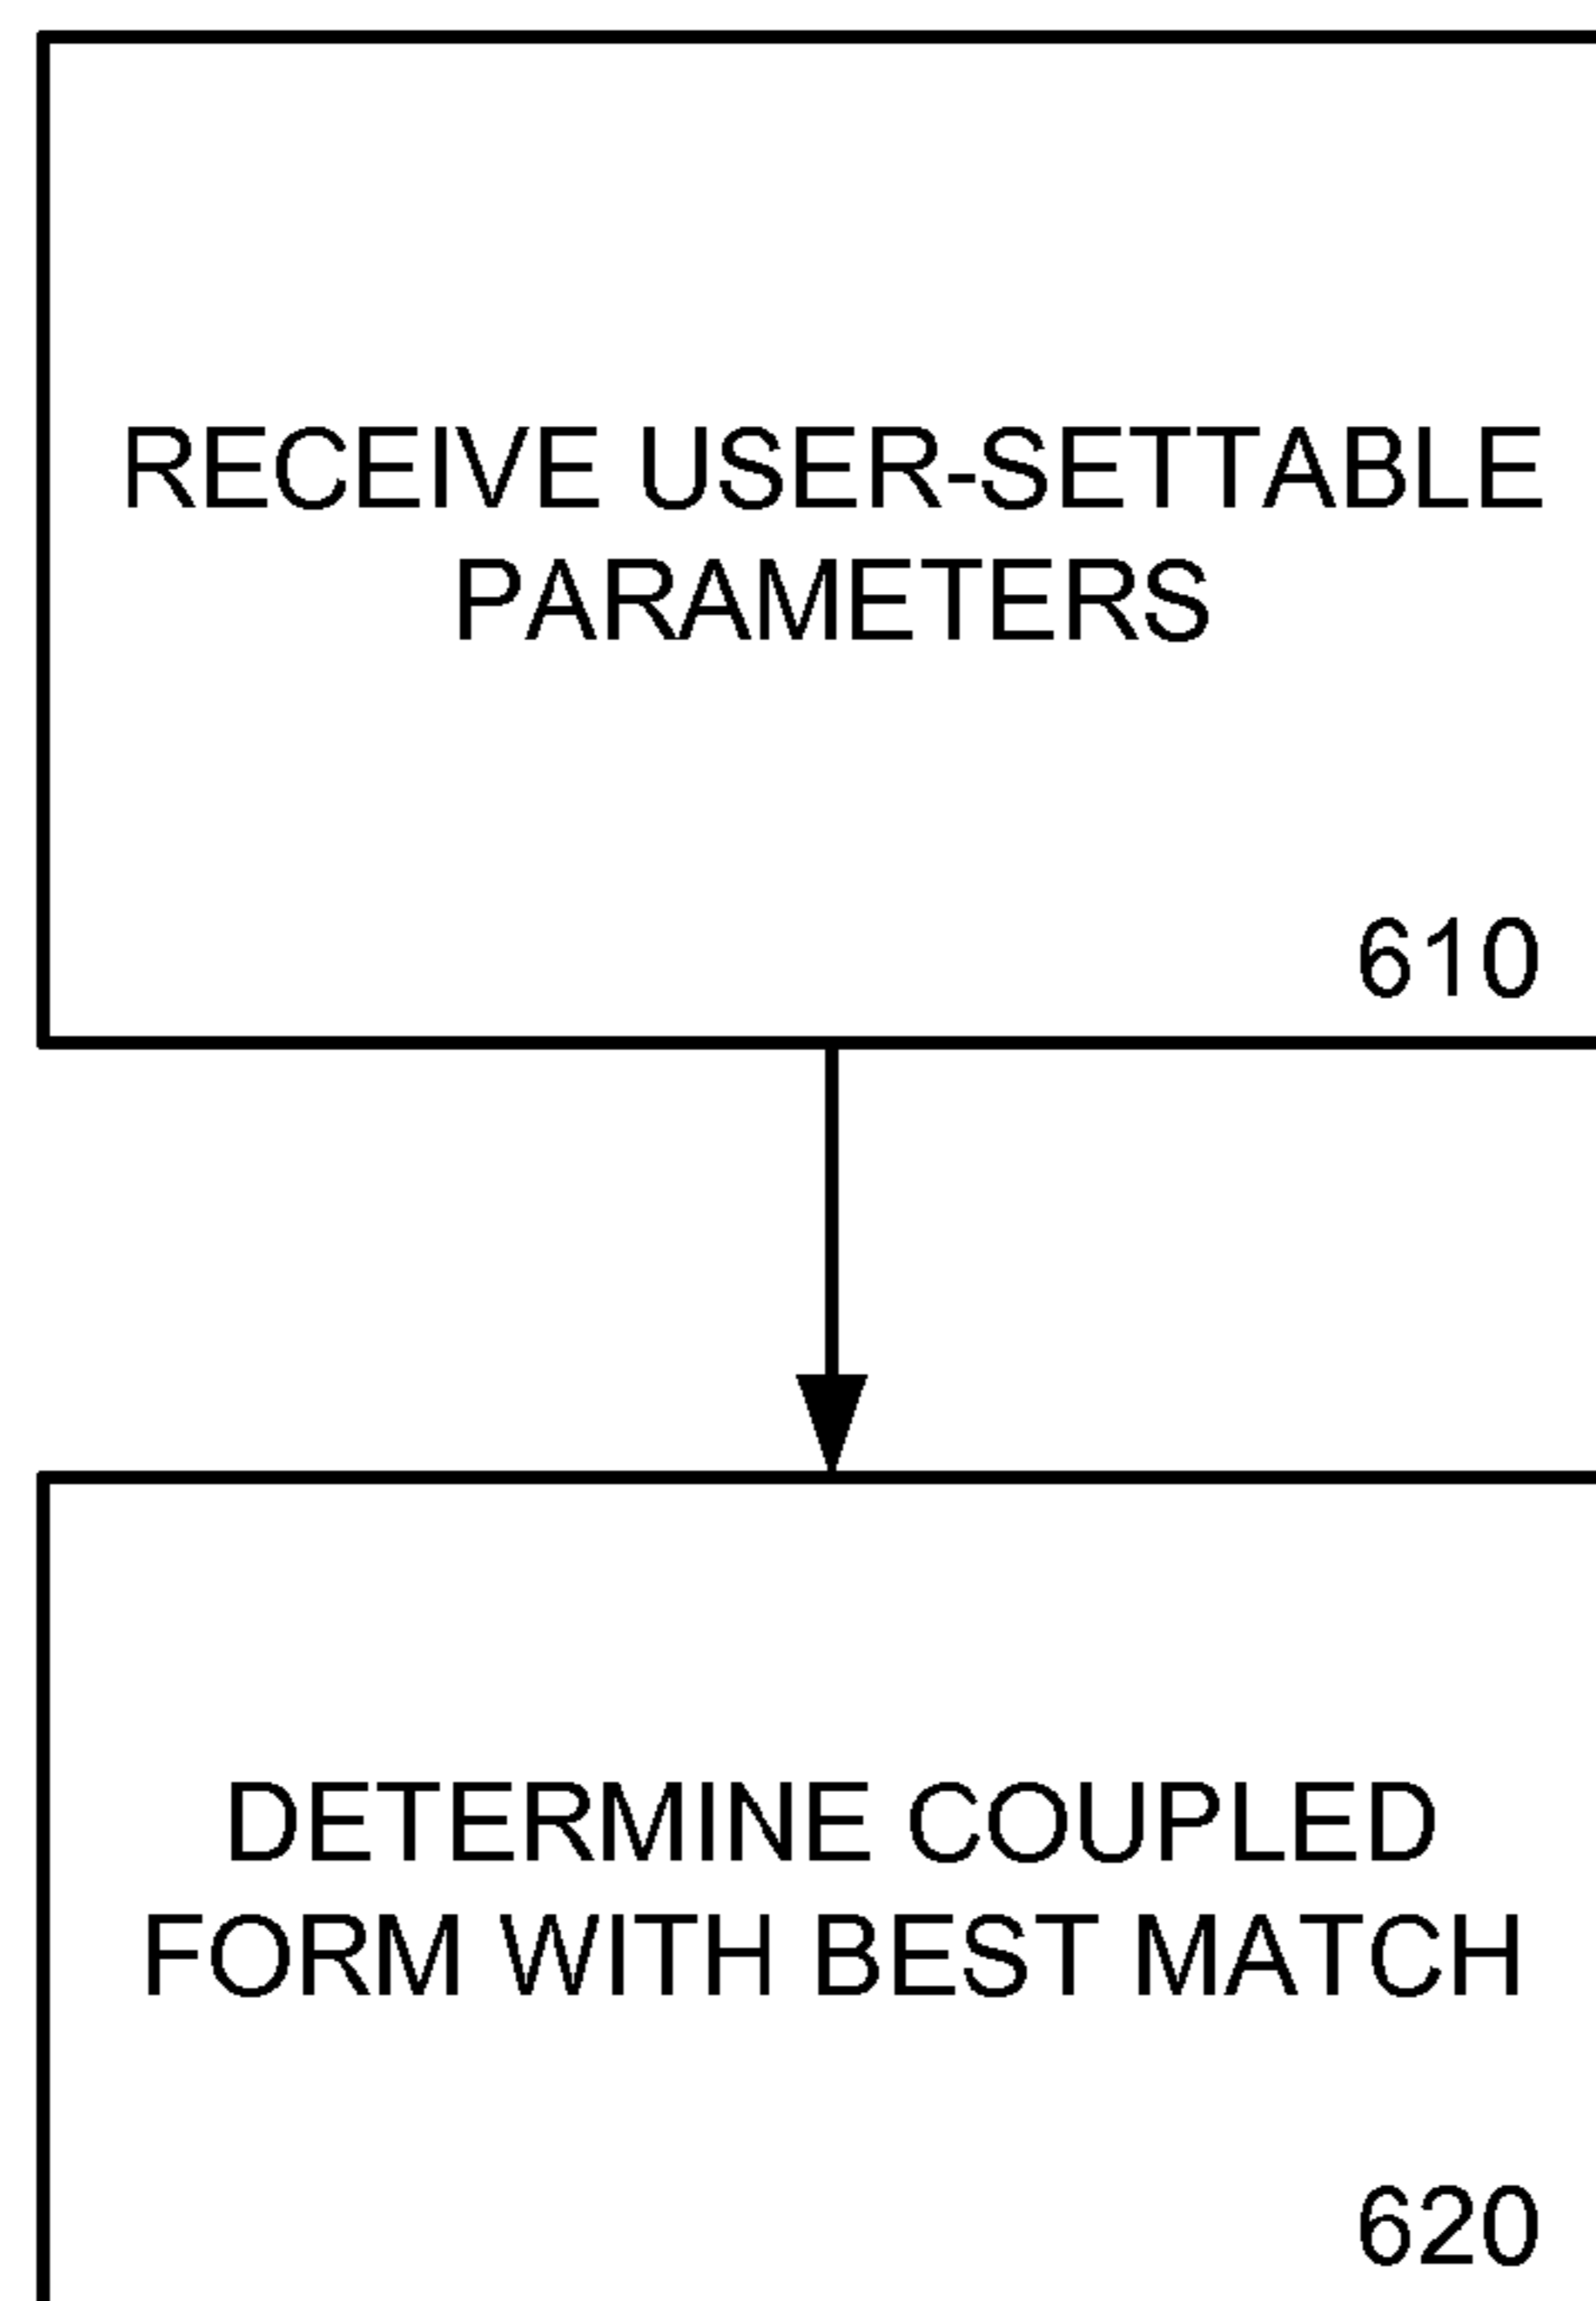 RECEIVE USER-SETTABLE
PARAMETERS
610
DETERMINE COUPLED
FORM WITH BEST MATCH
620